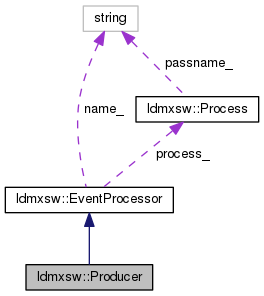 string
passname_
name_
ldmxsw::Process
process_
ldmxsw::EventProcessor
ldmxsw::Producer